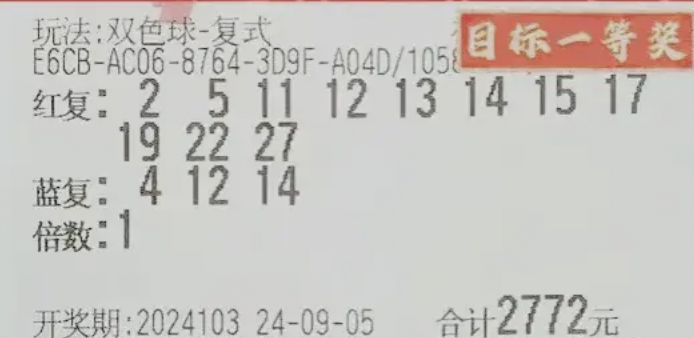 玩法:双色球-复式
目标一等奖
E6CB-AC06-8764-3D9F-A04D/1058
红复: 2 5 11 12 13 14 15 17
19 22 27
蓝复: 4 12 14
倍数:1
开奖期:2024103 24-09-05 合计2772元